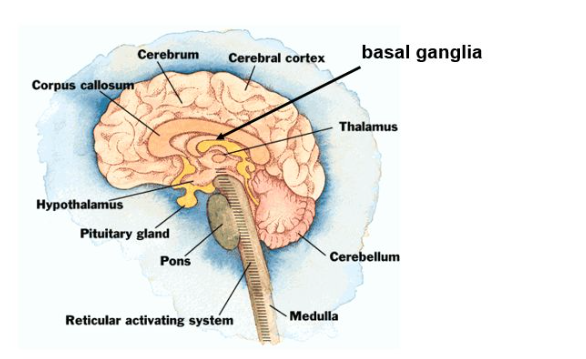 basal ganglia
Cerebrum
Cerebral cortex
Corpus callosum
Thalamus
Hypothalamus
Pituitary gland
Pons
Cerebellum
Reticular activating system
Medulla